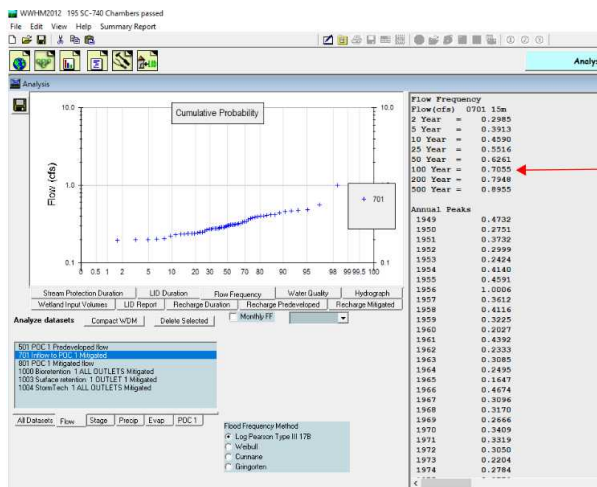 WWHM2012   195 SC-740 Chambers passed
File  Edit  View  Help  Summary Report
Analysis
Analys
Cumulative Probability
Flow (cfs)
10.0
1.0
0.1
10.0
0.1
0 0.5 1 2 5 10 20 30 50 70 80 90 95 98 99 99.5 100
701
Stream Protection Duration  LID Duration  Flow Frequency  Water Quality  Hydrograph
Wetland Input Volumes  LID Report  Recharge Duration  Recharge Predeveloped  Recharge Mitigated
Analyze datasets  Compact WDM  Delete Selected  Monthly FF
501 POC 1 Predeveloped flow
701 Inflow to POC 1 Mitigated
801 POC 1 Mitigated flow
1000 Bioretention 1 ALL OUTLETS Mitigated
1003 Surface retention 1 OUTLET 1 Mitigated
1004 StormTech 1 ALL OUTLETS Mitigated
All Datasets  Flow  Stage  Precip  Evap  POC 1
Flood Frequency Method
Log Pearson Type III 17B
Weibull
Cunnane
Gringorten
Flow Frequency
Flow(cfs)  0701 15m
2 Year = 0.2985
5 Year = 0.3913
10 Year = 0.4590
25 Year = 0.5516
50 Year = 0.6261
100 Year = 0.7055
200 Year = 0.7948
500 Year = 0.8955
Annual Peaks
1949 0.4732
1950 0.2751
1951 0.3732
1952 0.2999
1953 0.2424
1954 0.4140
1955 0.4591
1956 1.0006
1957 0.3612
1958 0.4116
1959 0.3225
1960 0.2027
1961 0.4392
1962 0.2333
1963 0.3085
1964 0.2495
1965 0.1647
1966 0.4674
1967 0.3096
1968 0.3170
1969 0.2666
1970 0.3409
1971 0.3319
1972 0.3050
1973 0.2204
1974 0.2784